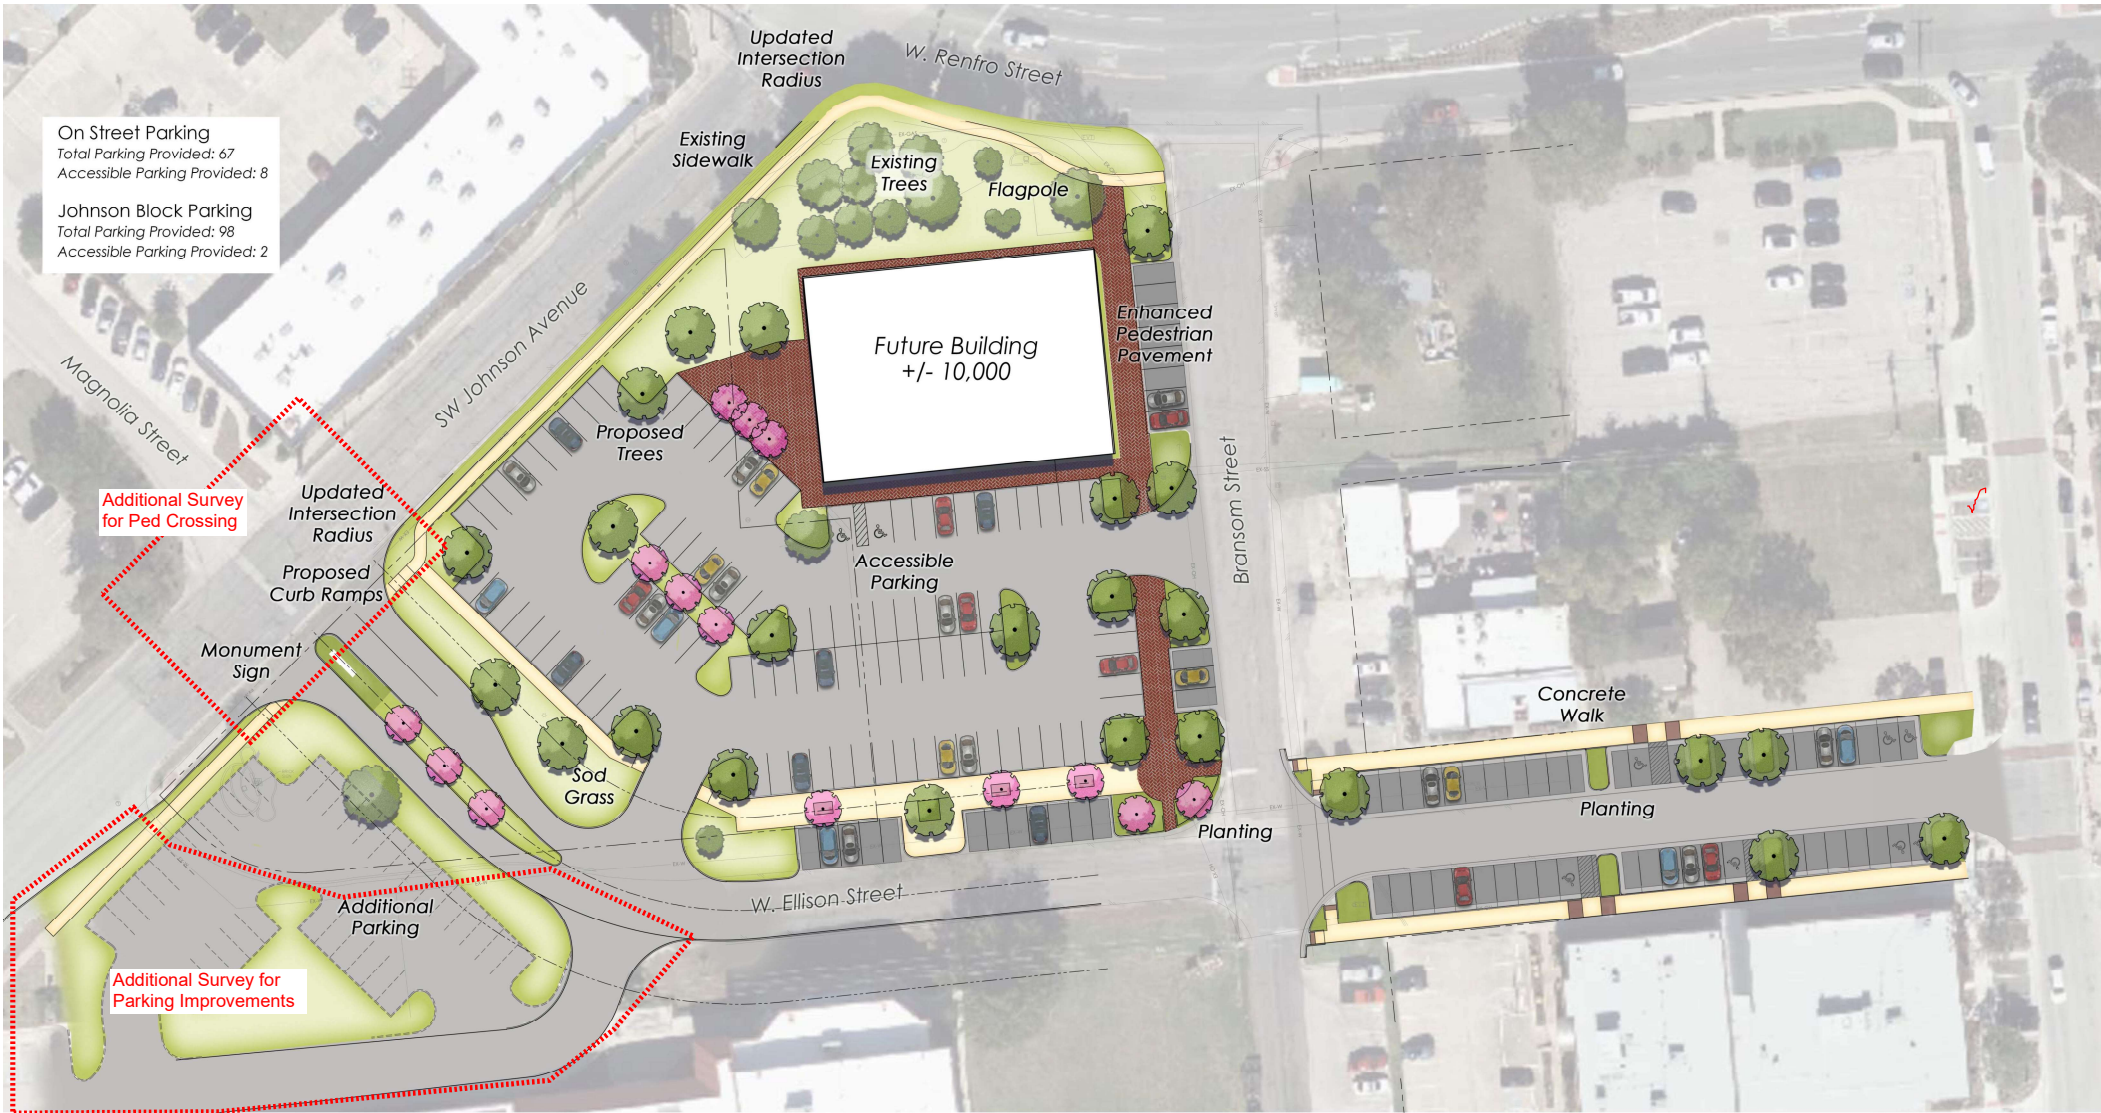 Updated
Intersection
Radius
W. Renfro Street
On Street Parking
Total Parking Provided: 67
Accessible Parking Provided: 8
Johnson Block Parking
Total Parking Provided: 98
Accessible Parking Provided: 2
Existing
Sidewalk
Existing
Trees
Flagpole
SW Johnson Avenue
Magnolia Street
Future Building
+/- 10,000
Enhanced
Pedestrian
Pavement
Proposed
Trees
Additional Survey
for Ped Crossing
Updated
Intersection
Radius
Proposed
Curb Ramps
Accessible
Parking
Bransom Street
Monument
Sign
Sod
Grass
Concrete
Walk
Planting
Planting
W. Ellison Street
Additional
Parking
Additional Survey for
Parking Improvements